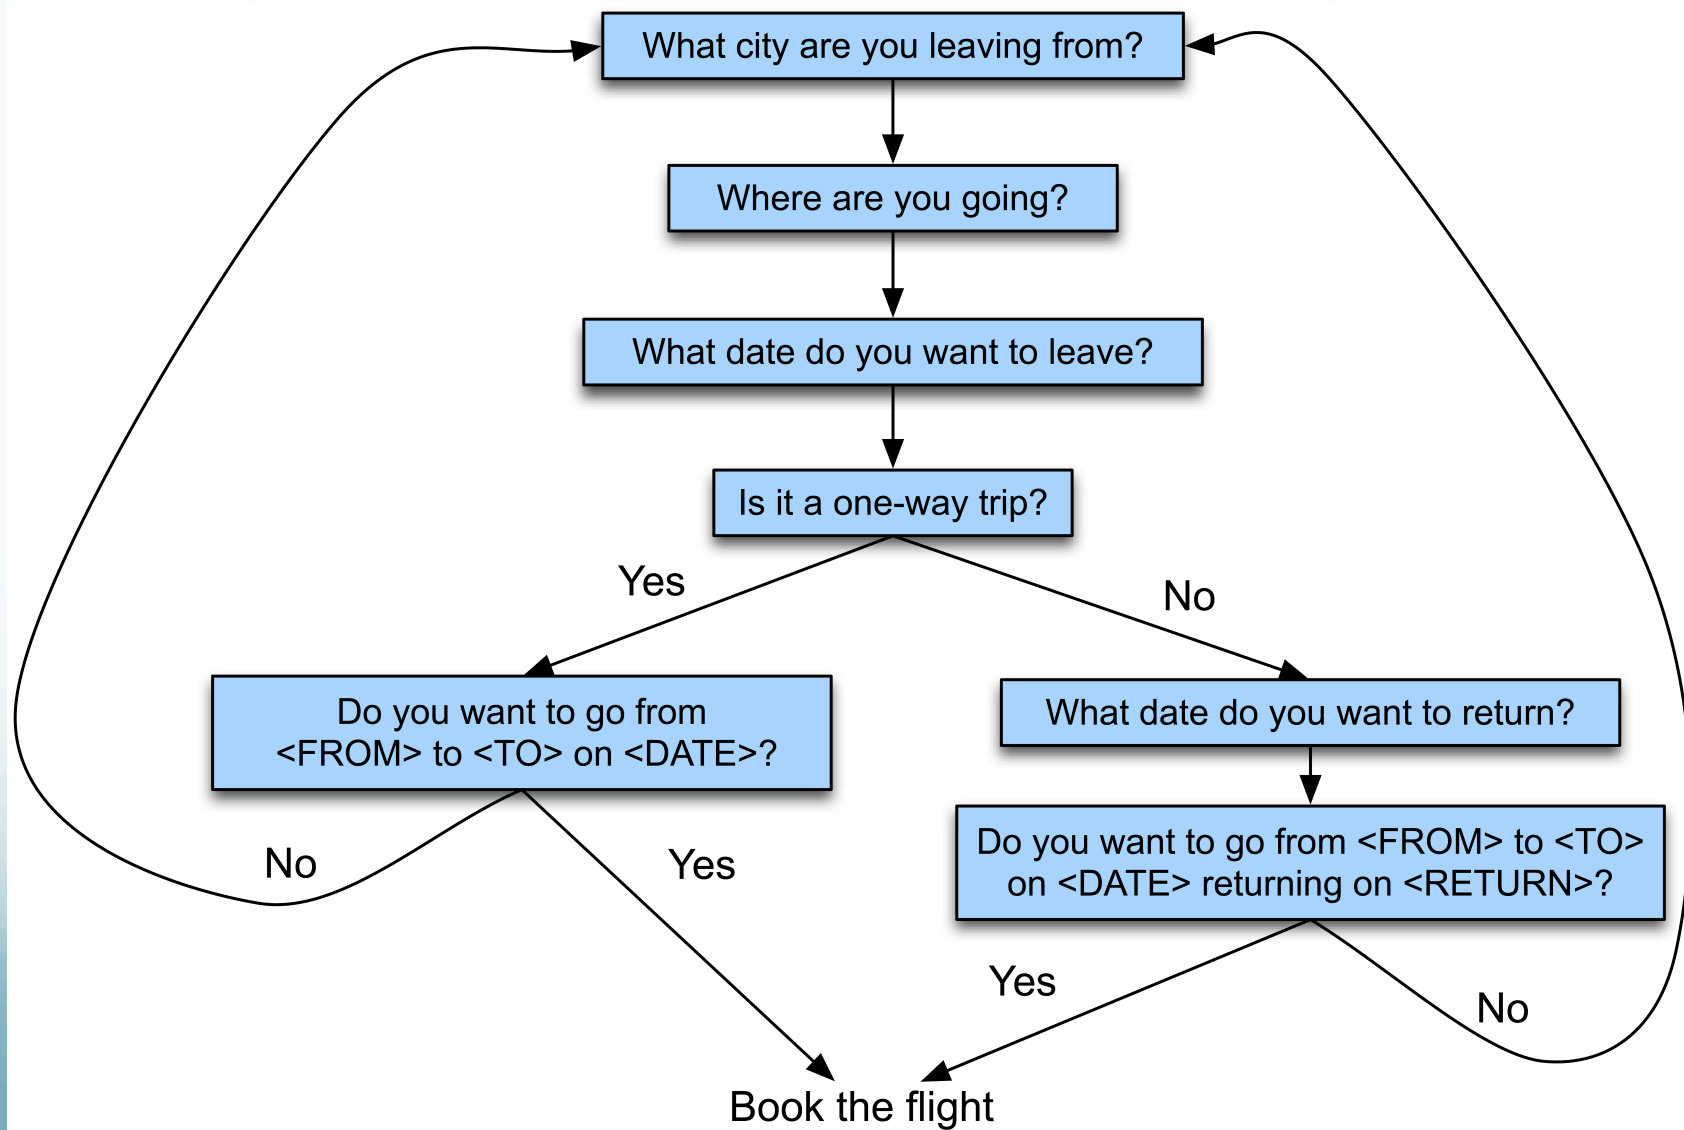 What city are you leaving from?
Where are you going?
What date do you want to leave?
Is it a one-way trip?
Yes
No
Do you want to go from
<FROM> to <TO> on <DATE>?
What date do you want to return?
Do you want to go from <FROM> to <TO>
on <DATE> returning on <RETURN>?
No
Yes
Yes
No
Book the flight